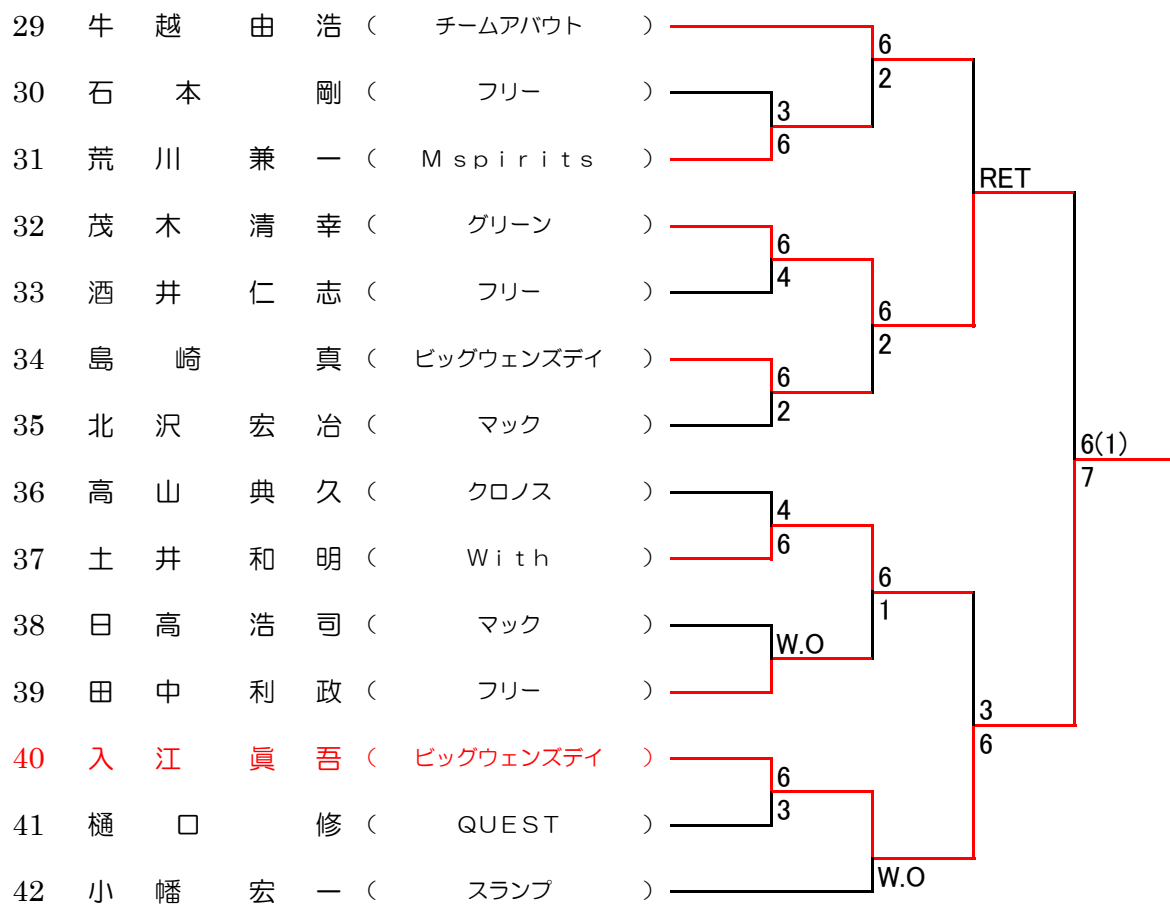 29 牛越 由浩 ( チームアバウト )
6
2
30 石本 剛 ( フリー )
3
6
31 荒川 兼一 ( Mspirits )
RET
32 茂木 清幸 ( グリーン )
6
4
33 酒井 仁志 ( フリー )
6
2
34 島崎 真 ( ビッグウェンズデイ )
6
2
35 北沢 宏冶 ( マック )
6(1)
7
36 高山 典久 ( クロノス )
4
6
37 土井 和明 ( With )
6
1
38 日高 浩司 ( マック )
W.O
39 田中 利政 ( フリー )
3
6
40 入江 眞吾 ( ビッグウェンズデイ )
6
3
41 樋口 修 ( QUEST )
W.O
42 小幡 宏一 ( スランプ )